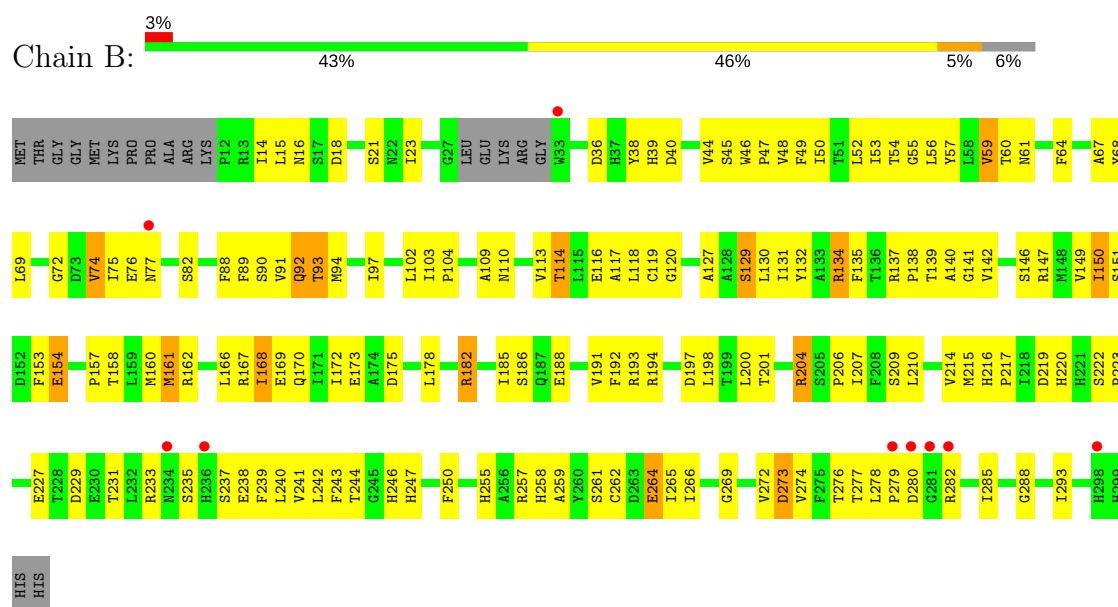 3%
Chain B:
43% 46% 5% 6%
MET THR GLY GLY MET LYS PRO PRO ALA ARG LYS P12 R13 I14 L15 N16 S17 D18 S21 N22 I23 G27 LEU GLU LYS ARG GLY W33 D36 H37 Y38 H39 D40 V44 S45 W46 P47 V48 F49 I50 T51 L52 I53 T54 G55 L56 Y57 L58 V59 T60 N61 F64 A67 Y68
L69 G72 D73 V74 I75 E76 N77 S82 F88 F89 S90 V91 Q92 T93 M94 I97 L102 I103 P104 A109 N110 V113 T114 L115 E116 A117 L118 C119 G120 A127 A128 S129 L130 I131 Y132 A133 R134 F135 T136 R137 P138 T139 A140 G141 V142 S146 R147 M148 V149 I150 S151
D152 F153 E154 P157 T158 L159 M160 M161 R162 L166 R167 I168 E169 Q170 I171 I172 E173 A174 D175 L178 R182 I185 S186 Q187 E188 V191 F192 R193 R194 D197 L198 T199 L200 T201 R204 S205 P206 I207 F208 S209 L210 V214 M215 H216 P217 I218 D219 H220 H221 S222
E227 T228 D229 E230 T231 L232 R233 N234 S235 H236 S237 E238 F239 L240 V241 L242 F243 T244 G245 H246 H247 F250 H255 A256 R257 H258 A259 Y260 S261 C262 D263 E264 I265 I266 G269 V272 D273 V274 F275 T276 T277 L278 P279 D280 G281 R282 I285 G288 I293 H298
HIS HIS